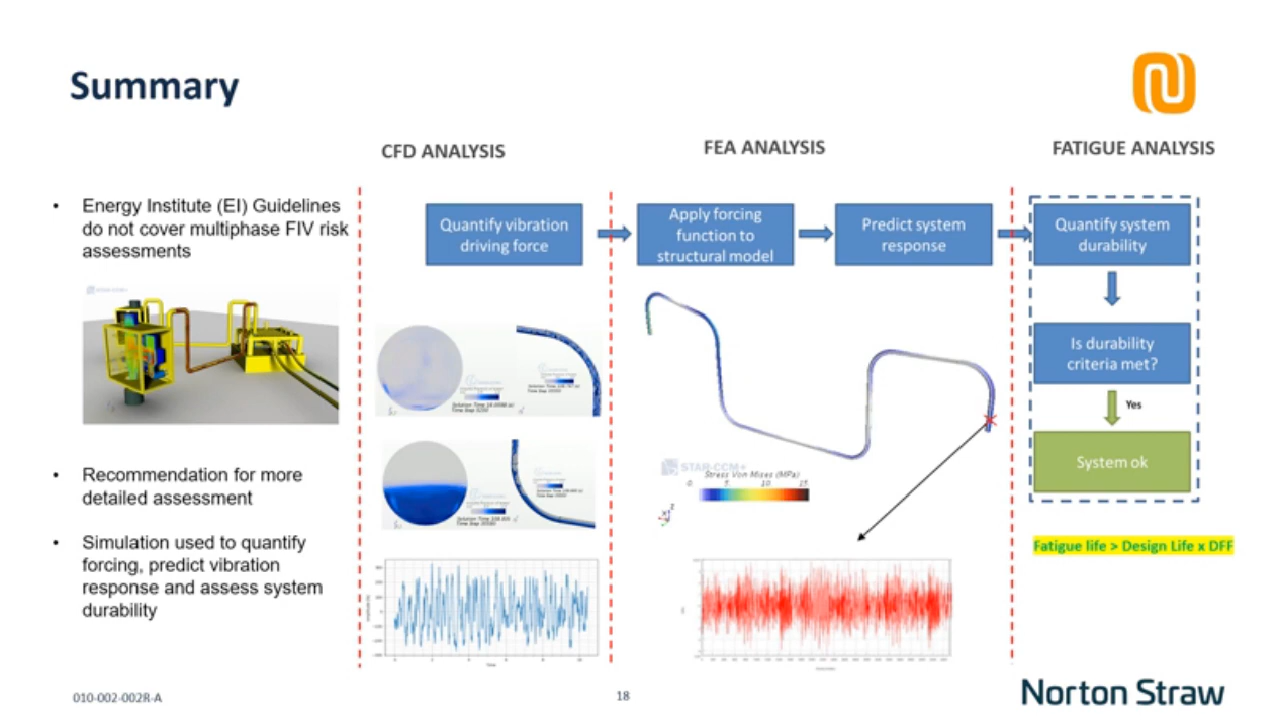 Summary
CFD ANALYSIS
FEA ANALYSIS
FATIGUE ANALYSIS
• Energy Institute (EI) Guidelines
do not cover multiphase FIV risk
assessments
Quantify vibration
driving force
Apply forcing
function to
structural model
Predict system
response
Quantify system
durability
Is durability
criteria met?
Yes
System ok
Fatigue life > Design Life x DFF
STAR-CCM+
Stress Von Mises (MPa)
0. 5. 10. 15.
• Recommendation for more
detailed assessment
• Simulation used to quantify
forcing, predict vibration
response and assess system
durability
010-002-002R-A
18
Norton Straw